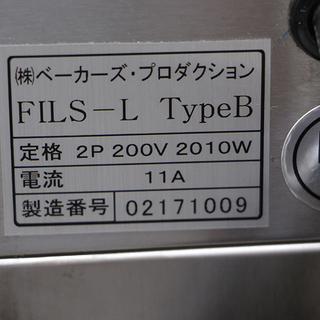 ㈱ベーカーズ・プロダクション
FILS-L TypeB
定格 2P 200V 2010W
電流 11A
製造番号 02171009